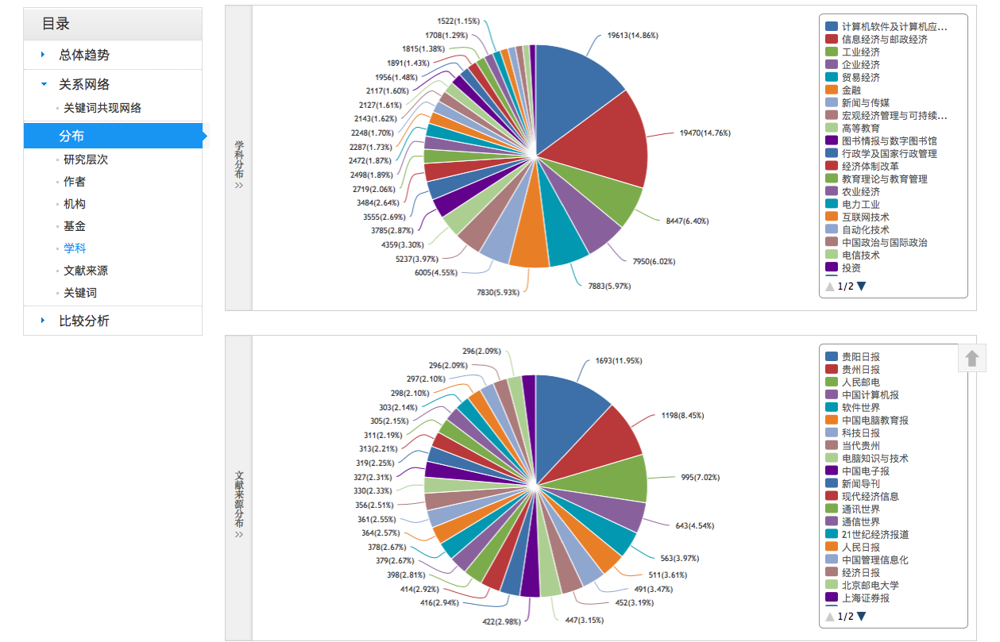 目录
总体趋势
关系网络
关键词共现网络
分布
研究层次
作者
机构
基金
学科
文献来源
关键词
比较分析
学科分布 >>
19613(14.86%)
19470(14.76%)
8447(6.40%)
7950(6.02%)
7883(5.97%)
7830(5.93%)
6005(4.55%)
5237(3.97%)
4359(3.30%)
3785(2.87%)
3555(2.69%)
3484(2.64%)
2719(2.06%)
2498(1.89%)
2472(1.87%)
2287(1.73%)
2248(1.70%)
2143(1.62%)
2127(1.61%)
2117(1.60%)
1956(1.48%)
1891(1.43%)
1815(1.38%)
1708(1.29%)
1522(1.15%)
计算机软件及计算机应...
信息经济与邮政经济
工业经济
企业经济
贸易经济
金融
新闻与传媒
宏观经济管理与可持续...
高等教育
图书情报与数字图书馆
行政学及国家行政管理
经济体制改革
教育理论与教育管理
农业经济
电力工业
互联网技术
自动化技术
中国政治与国际政治
电信技术
投资
1/2
文献来源分布 >>
1693(11.95%)
1198(8.45%)
995(7.02%)
643(4.54%)
563(3.97%)
511(3.61%)
491(3.47%)
452(3.19%)
447(3.15%)
422(2.98%)
416(2.94%)
414(2.92%)
398(2.81%)
379(2.67%)
378(2.67%)
364(2.57%)
361(2.55%)
356(2.51%)
330(2.33%)
327(2.31%)
319(2.25%)
313(2.21%)
311(2.19%)
305(2.15%)
303(2.14%)
298(2.10%)
297(2.10%)
296(2.09%)
296(2.09%)
贵阳日报
贵州日报
人民邮电
中国计算机报
软件世界
中国电脑教育报
科技日报
当代贵州
电脑知识与技术
中国电子报
新闻导刊
现代经济信息
通讯世界
通信世界
21世纪经济报道
人民日报
中国管理信息化
经济日报
北京邮电大学
上海证券报
1/2